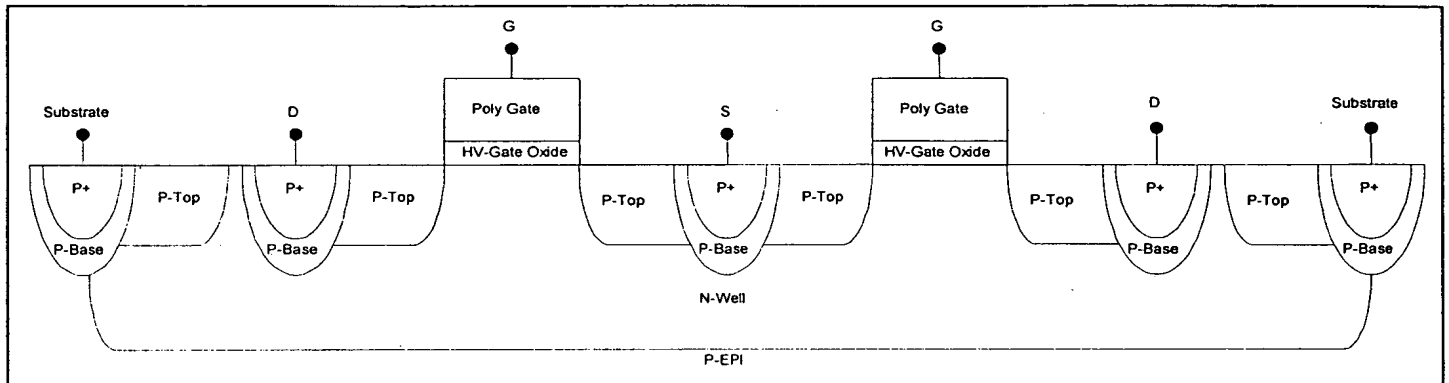 G G
Substrate D Poly Gate S Poly Gate D Substrate
HV-Gate Oxide HV-Gate Oxide
P+ P-Top P+ P-Top P-Top P+ P-Top P-Top P+ P-Top P+
P-Base P-Base P-Base P-Base P-Base
N-Well
P-EPI